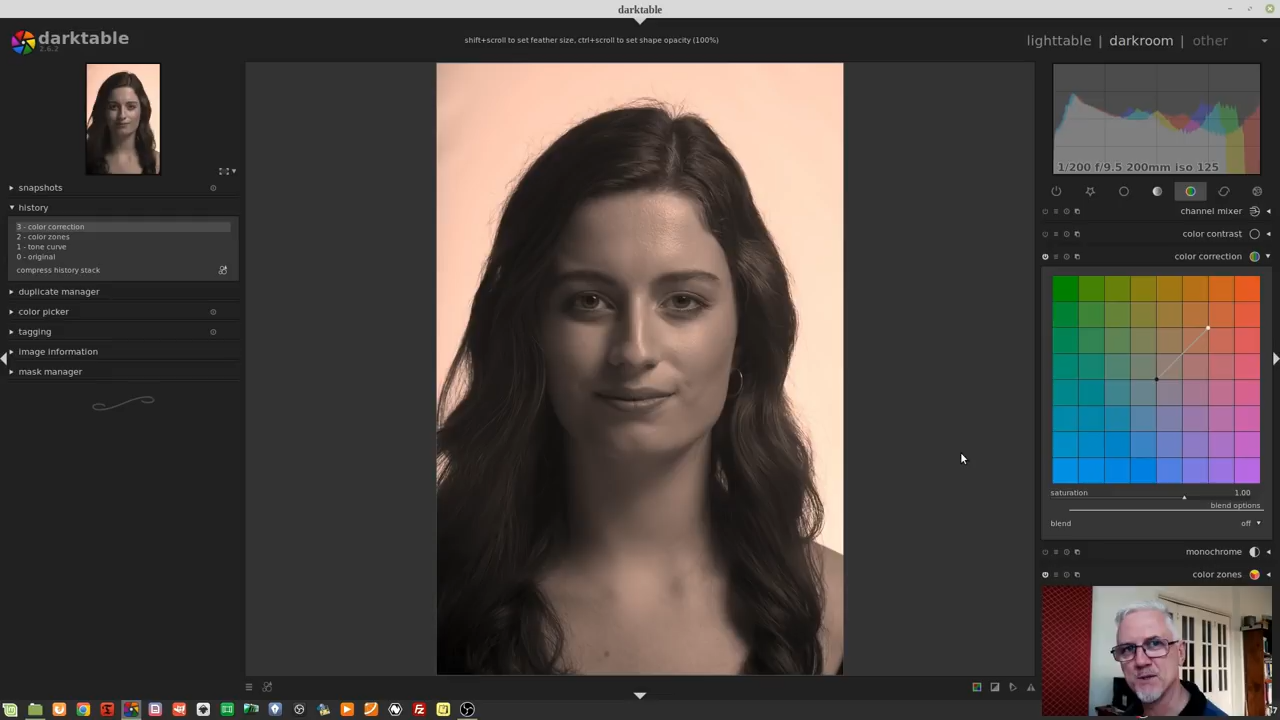 darktable
darktable
2.6.2
shift+scroll to set feather size, ctrl+scroll to set shape opacity (100%)
lighttable | darkroom | other
1/200 f/9.5 200mm iso 125
snapshots
history
3 - color correction
2 - color zones
1 - tone curve
0 - original
compress history stack
duplicate manager
color picker
tagging
image information
mask manager
channel mixer
color contrast
color correction
saturation 1.00
blend options
blend off
monochrome
color zones